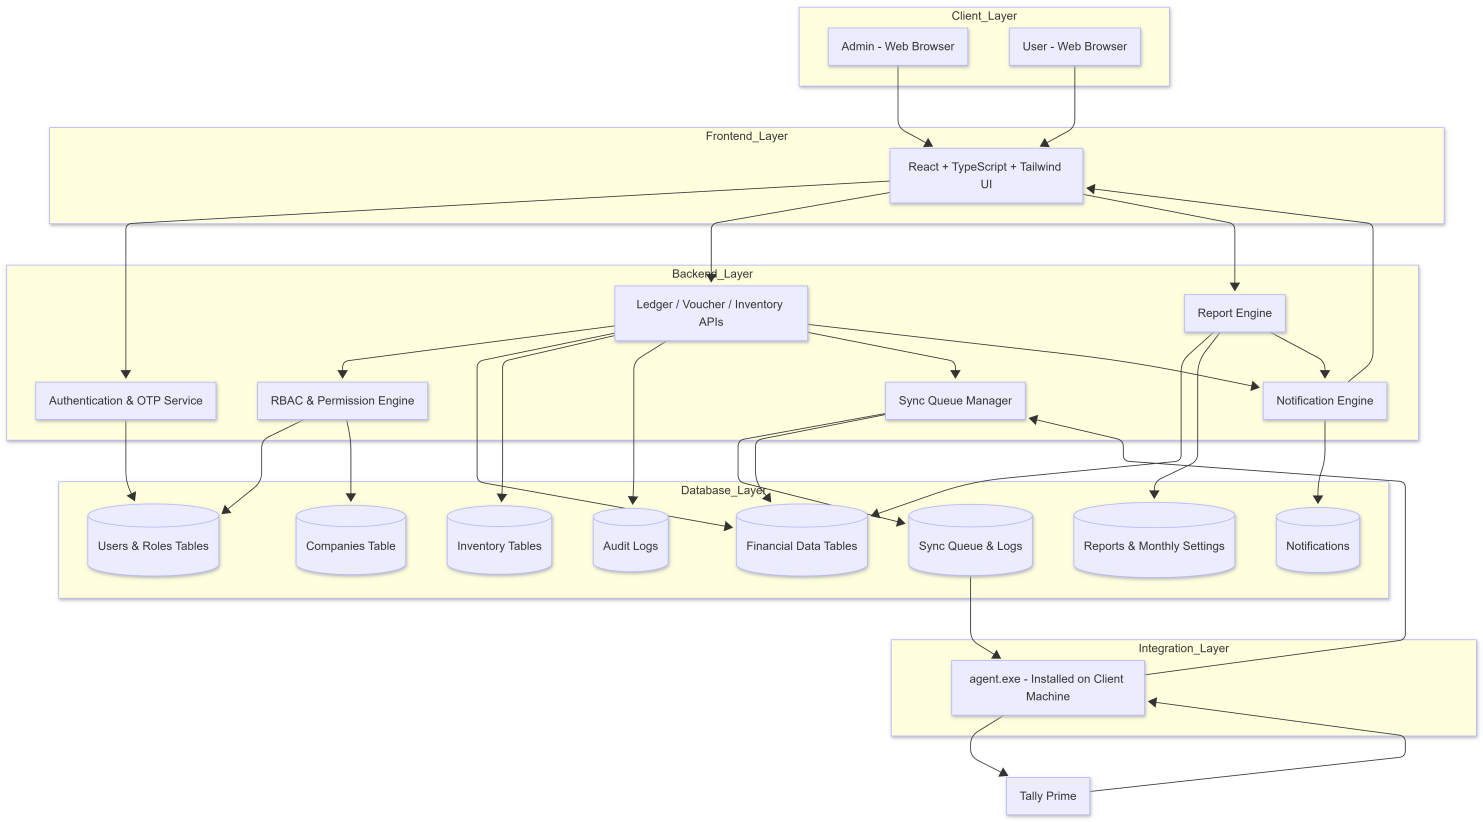 Client_Layer
Admin - Web Browser
User - Web Browser
Frontend_Layer
React + TypeScript + Tailwind
UI
Backend_Layer
Ledger / Voucher / Inventory
APIs
Report Engine
Authentication & OTP Service
RBAC & Permission Engine
Sync Queue Manager
Notification Engine
Database_Layer
Users & Roles Tables
Companies Table
Inventory Tables
Audit Logs
Financial Data Tables
Sync Queue & Logs
Reports & Monthly Settings
Notifications
Integration_Layer
agent.exe - Installed on Client
Machine
Tally Prime